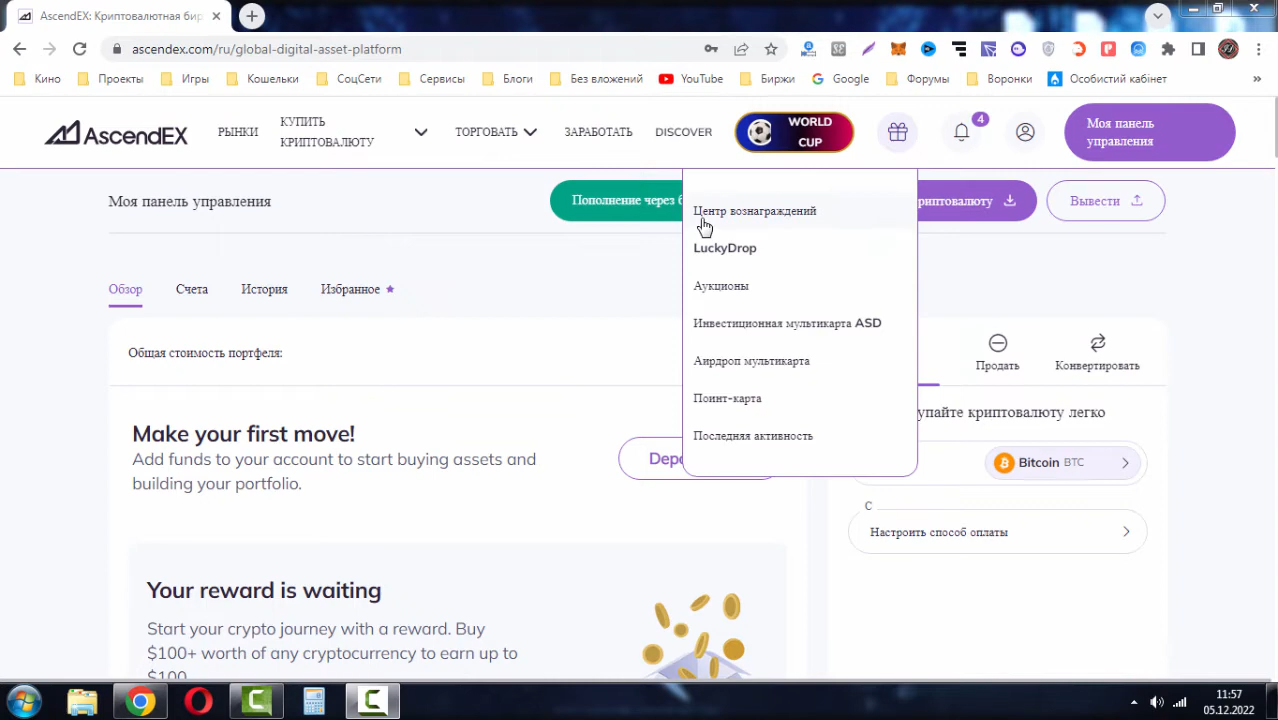 AscendEX: Криптовалютная бир
ascendex.com/ru/global-digital-asset-platform
Кино
Проекты
Игры
Кошельки
СоцСети
Сервисы
Блоги
Без вложений
YouTube
Биржи
Google
Форумы
Воронки
Особистий кабінет
»
AscendEX
РЫНКИ
КУПИТЬ
КРИПТОВАЛЮТУ
ТОРГОВАТЬ
ЗАРАБОТАТЬ
DISCOVER
WORLD
CUP
4
Моя панель
управления
Моя панель управления
Пополнение через б
риптовалюту
Вывести
Центр вознаграждений
LuckyDrop
Аукционы
Инвестиционная мультикарта ASD
Аирдроп мультикарта
Поинт-карта
Последняя активность
Обзор
Счета
История
Избранное
Общая стоимость портфеля:
Продать
Конвертировать
Make your first move!
Add funds to your account to start buying assets and
building your portfolio.
Depo
упайте криптовалюту легко
Bitcoin BTC
С
Настроить способ оплаты
Your reward is waiting
Start your crypto journey with a reward. Buy
$100+ worth of any cryptocurrency to earn up to
$100
11:57
05.12.2022